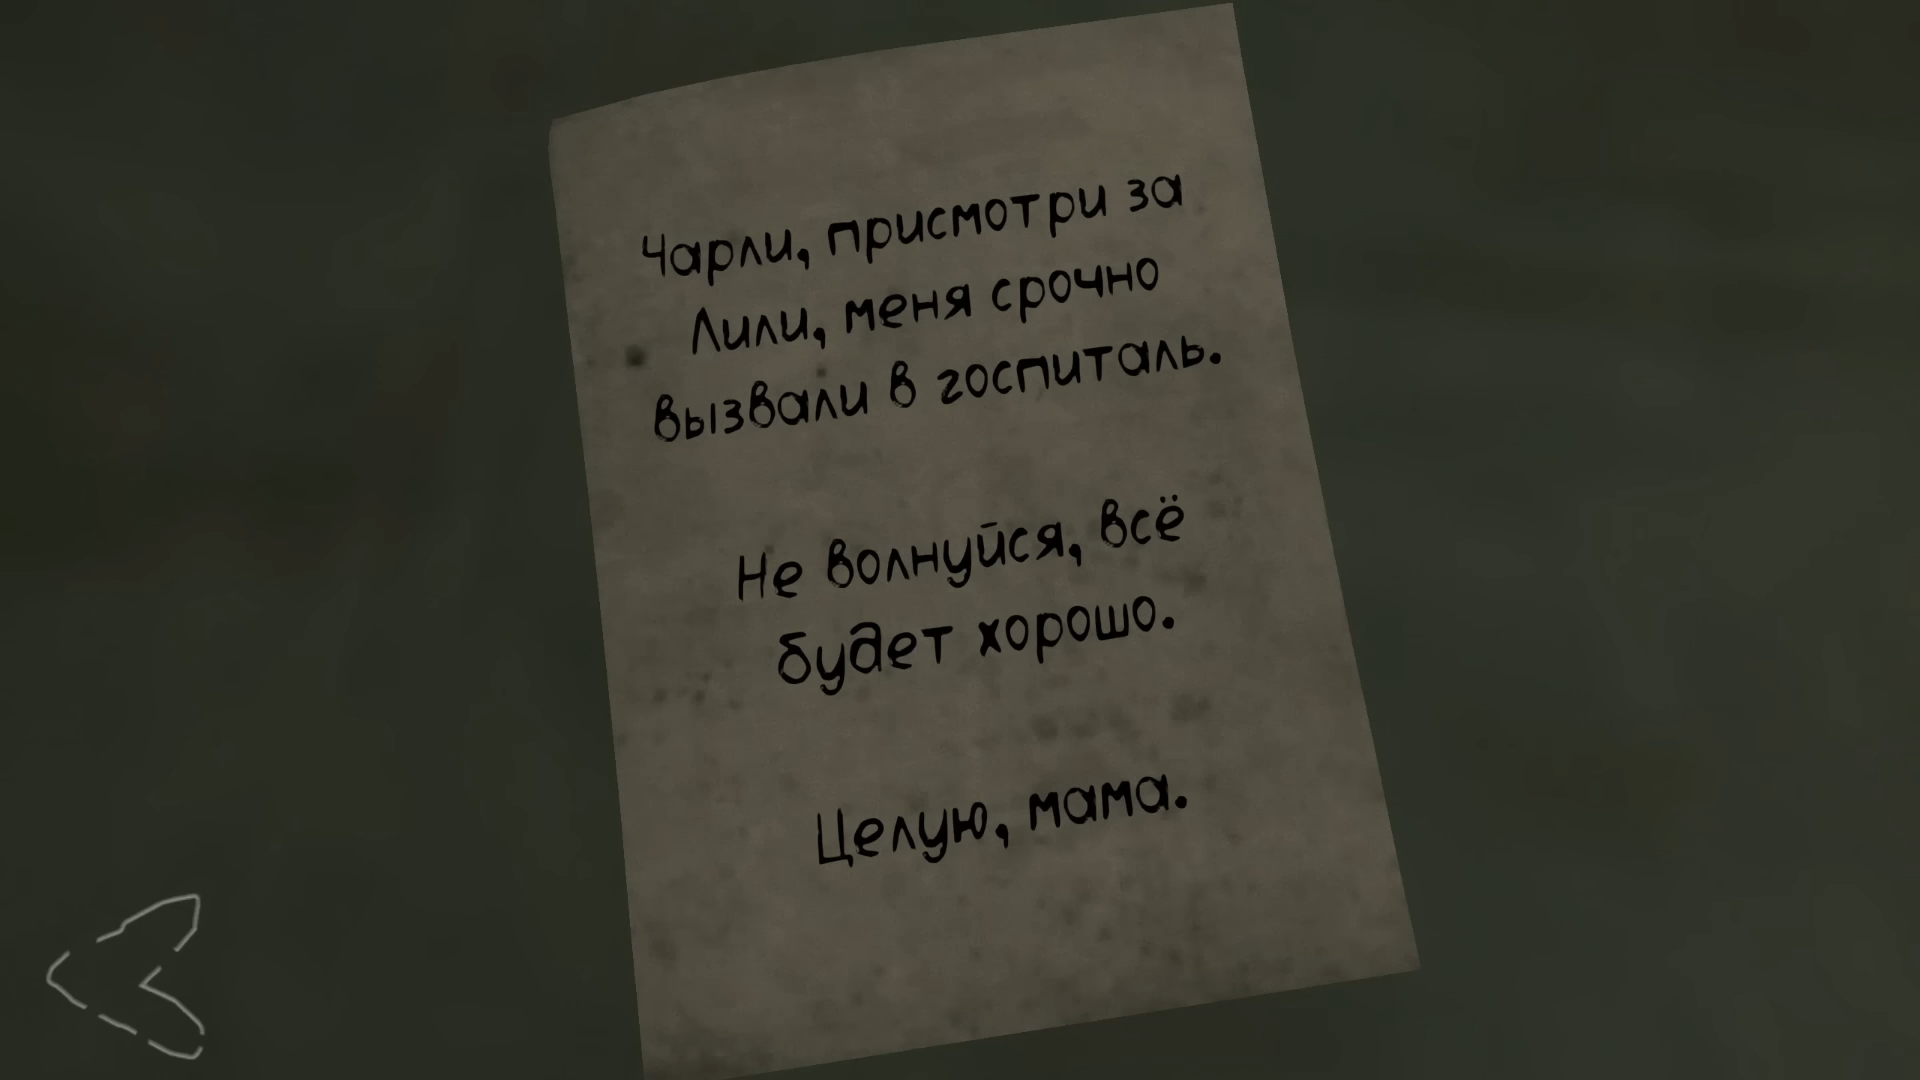 Чарли, присмотри за
Лили, меня срочно
вызвали в госпиталь.
Не волнуйся, всё
будет хорошо.
Целую, мама.